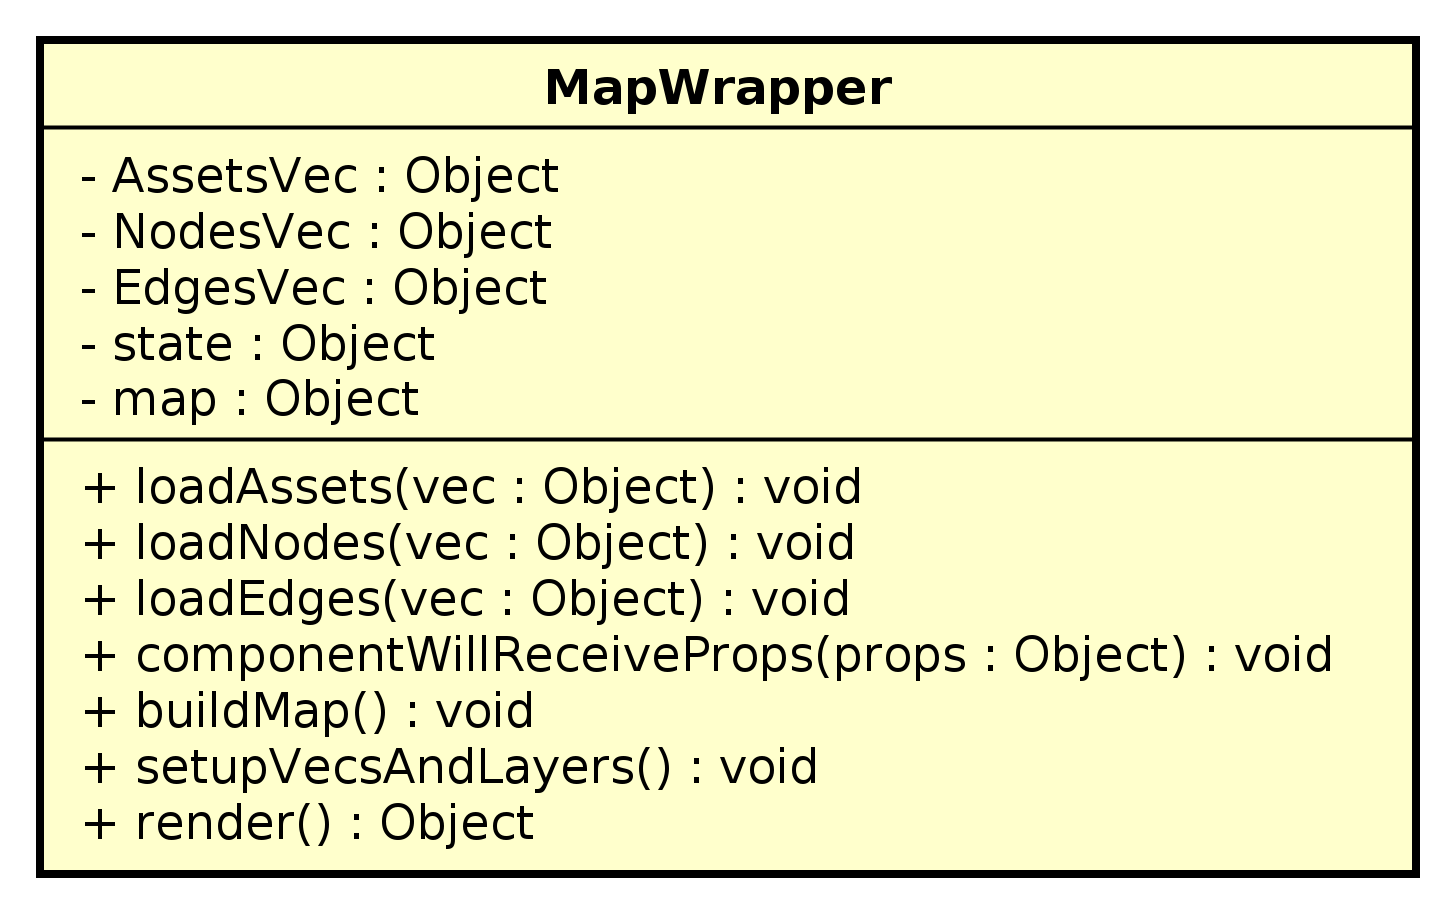 MapWrapper
- AssetsVec : Object
- NodesVec : Object
- EdgesVec : Object
- state : Object
- map : Object
+ loadAssets(vec : Object) : void
+ loadNodes(vec : Object) : void
+ loadEdges(vec : Object) : void
+ componentWillReceiveProps(props : Object) : void
+ buildMap() : void
+ setupVecsAndLayers() : void
+ render() : Object